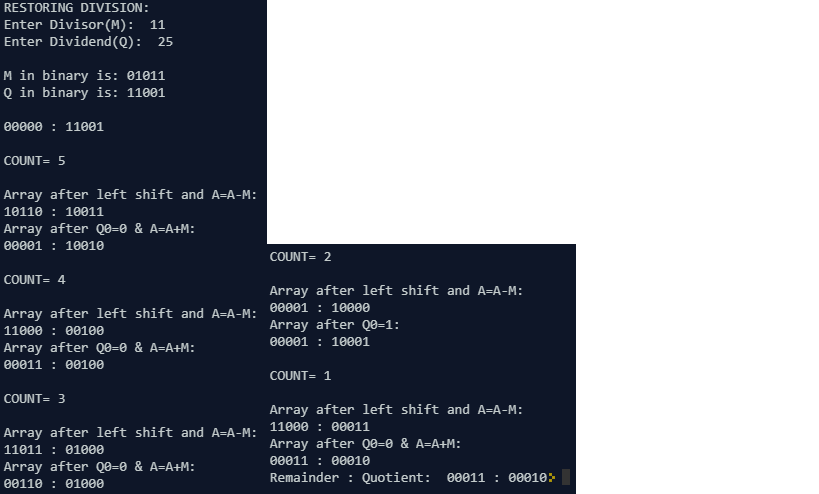 RESTORING DIVISION:
Enter Divisor(M):  11
Enter Dividend(Q):  25
M in binary is: 01011
Q in binary is: 11001
00000 : 11001
COUNT= 5
Array after left shift and A=A-M:
10110 : 10011
Array after Q0=0 & A=A+M:
00001 : 10010
COUNT= 4
Array after left shift and A=A-M:
11000 : 00100
Array after Q0=0 & A=A+M:
00011 : 00100
COUNT= 3
Array after left shift and A=A-M:
11011 : 01000
Array after Q0=0 & A=A+M:
00110 : 01000
COUNT= 2
Array after left shift and A=A-M:
00001 : 10000
Array after Q0=1:
00001 : 10001
COUNT= 1
Array after left shift and A=A-M:
11000 : 00011
Array after Q0=0 & A=A+M:
00011 : 00010
Remainder : Quotient:  00011 : 00010